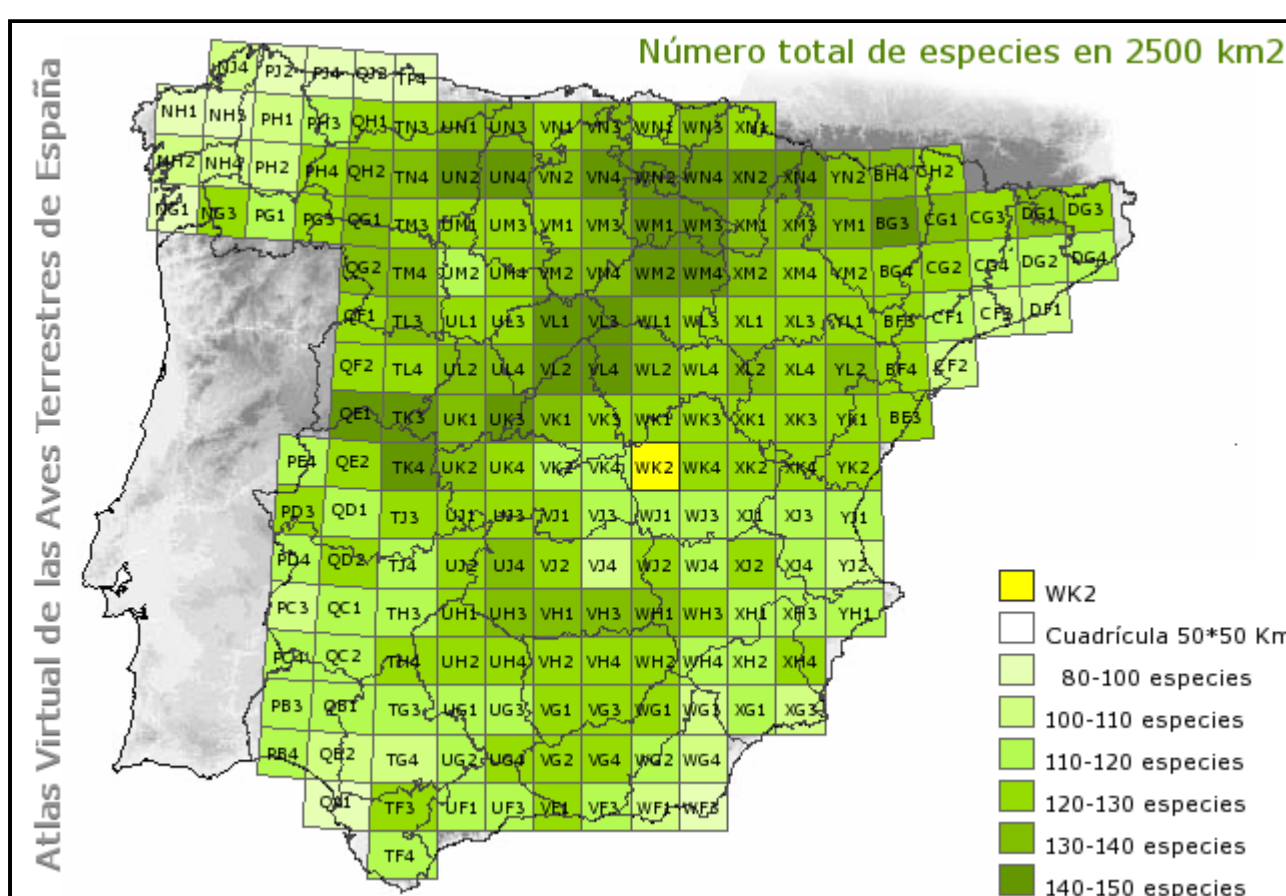 Número total de especies en 2500 km2
Atlas Virtual de las Aves Terrestres de España
NJ4 PJ2 PJ4 QJ2 TP4
NH1 NH3 PH1 PH3 QH1 TN3 UN1 UN3 VN1 VN3 WN1 WN3 XN1
NH2 NH4 PH2 PH4 QH2 TN4 UN2 UN4 VN2 VN4 WN2 WN4 XN2 XN4 YN2 BH4 CH2
NG1 NG3 PG1 PG3 QG1 TM3 UM1 UM3 VM1 VM3 WM1 WM3 XM1 XM3 YM1 BG3 CG1 CG3 DG1 DG3
QG2 TM4 UM2 UM4 VM2 VM4 WM2 WM4 XM2 XM4 YM2 BG4 CG2 CG4 DG2 DG4
QF1 TL3 UL1 UL3 VL1 VL3 WL1 WL3 XL1 XL3 YL1 BF3 CF1 CF3 DF1
QF2 TL4 UL2 UL4 VL2 VL4 WL2 WL4 XL2 XL4 YL2 BF4 CF2
QE1 TK3 UK1 UK3 VK1 VK3 WK1 WK3 XK1 XK3 YK1 BE3
PE4 QE2 TK4 UK2 UK4 VK2 VK4 WK2 WK4 XK2 XK4 YK2
PD3 QD1 TJ3 UJ1 UJ3 VJ1 VJ3 WJ1 WJ3 XJ1 XJ3 YJ1
PD4 QD2 TJ4 UJ2 UJ4 VJ2 VJ4 WJ2 WJ4 XJ2 XJ4 YJ2
PC3 QC1 TH3 UH1 UH3 VH1 VH3 WH1 WH3 XH1 XH3 YH1
PC4 QC2 TH4 UH2 UH4 VH2 VH4 WH2 WH4 XH2 XH4
PB3 QB1 TG3 UG1 UG3 VG1 VG3 WG1 WG3 XG1 XG3
PB4 QB2 TG4 UG2 UG4 VG2 VG4 WG2 WG4
QA1 TF3 UF1 UF3 VF1 VF3 WF1 WF3
TF4
WK2
Cuadrícula 50*50 Km
80-100 especies
100-110 especies
110-120 especies
120-130 especies
130-140 especies
140-150 especies